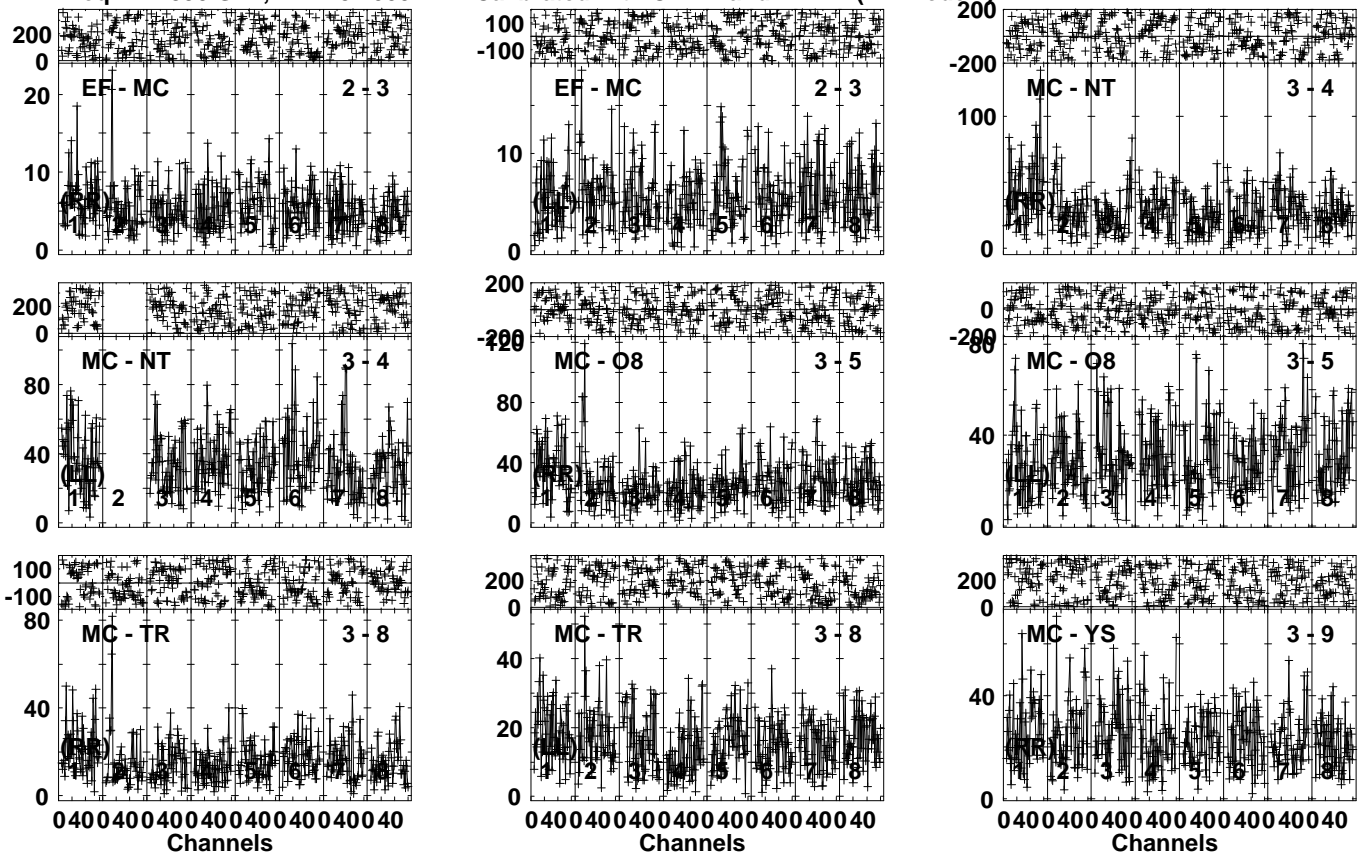 200 0
100 -100
200 -200
EF - MC 2 - 3
EF - MC 2 - 3
MC - NT 3 - 4
20 10 0
10 0
100 0
(RR) 1 2 3 4 5 6 7 8
(LL) 1 2 3 4 5 6 7 8
(RR) 1 2 3 4 5 6 7 8
200 0
200 -200
0 -200
MC - NT 3 - 4
MC - O8 3 - 5
MC - O8 3 - 5
80 40 0
120 80 40 0
80 40 0
(LL) 1 2 3 4 5 6 7 8
(RR) 1 2 3 4 5 6 7 8
(LL) 1 2 3 4 5 6 7 8
100 -100
200 0
200 0
MC - TR 3 - 8
MC - TR 3 - 8
MC - YS 3 - 9
80 40 0
40 20 0
40 0
(RR) 1 2 3 4 5 6 7 8
(LL) 1 2 3 4 5 6 7 8
(RR) 1 2 3 4 5 6 7 8
0 40 0 40 0 40 0 40 0 40 0 40 0 40 0 40
0 40 0 40 0 40 0 40 0 40 0 40 0 40 0 40
0 40 0 40 0 40 0 40 0 40 0 40 0 40 0 40
Channels
Channels
Channels